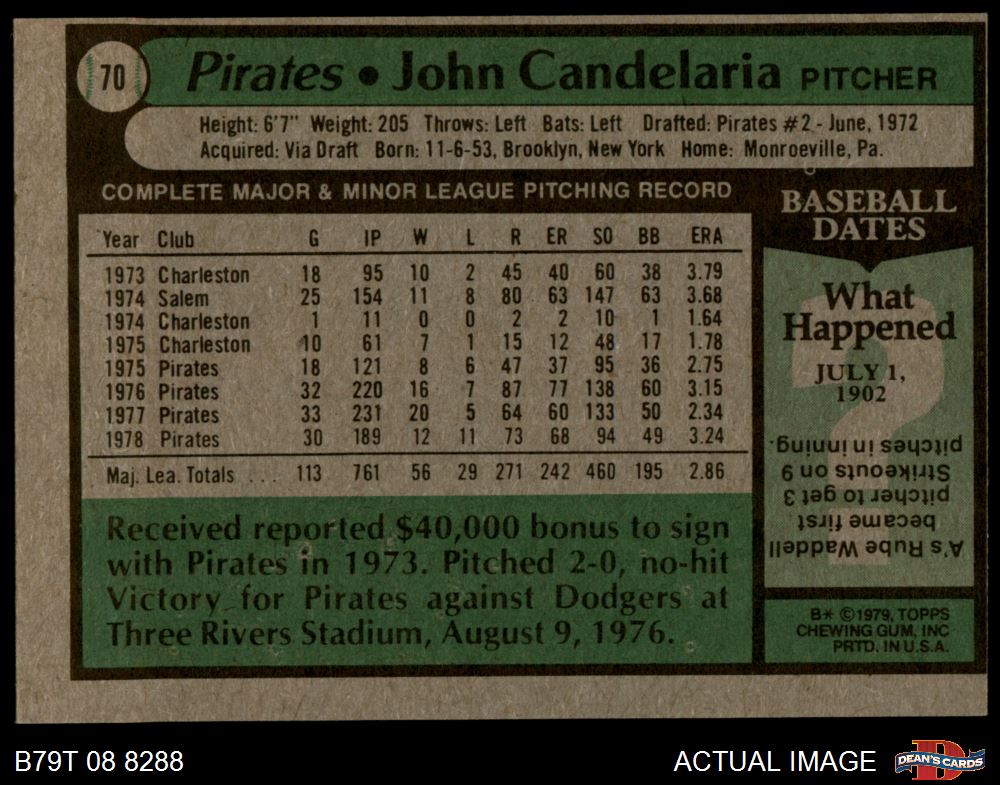 70
Pirates • John Candelaria PITCHER
Height: 6'7" Weight: 205 Throws: Left Bats: Left Drafted: Pirates #2 - June, 1972
Acquired: Via Draft Born: 11-6-53, Brooklyn, New York Home: Monroeville, Pa.
COMPLETE MAJOR & MINOR LEAGUE PITCHING RECORD
Year Club G IP W L R ER SO BB ERA
1973 Charleston 18 95 10 2 45 40 60 38 3.79
1974 Salem 25 154 11 8 80 63 147 63 3.68
1974 Charleston 1 11 0 0 2 2 10 1 1.64
1975 Charleston 10 61 7 1 15 12 48 17 1.78
1975 Pirates 18 121 8 6 47 37 95 36 2.75
1976 Pirates 32 220 16 7 87 77 138 60 3.15
1977 Pirates 33 231 20 5 64 60 133 50 2.34
1978 Pirates 30 189 12 11 73 68 94 49 3.24
Maj. Lea. Totals ... 113 761 56 29 271 242 460 195 2.86
Received reported $40,000 bonus to sign
with Pirates in 1973. Pitched 2-0, no-hit
Victory for Pirates against Dodgers at
Three Rivers Stadium, August 9, 1976.
BASEBALL
DATES
What
Happened
JULY 1,
1902
?
A's Rube Waddell
became first
pitcher to get 3
Strikeouts on 9
pitches in inning.
B* ©1979, TOPPS
CHEWING GUM, INC
PRTD. IN U.S.A.
B79T 08 8288
ACTUAL IMAGE
DEAN'S CARDS